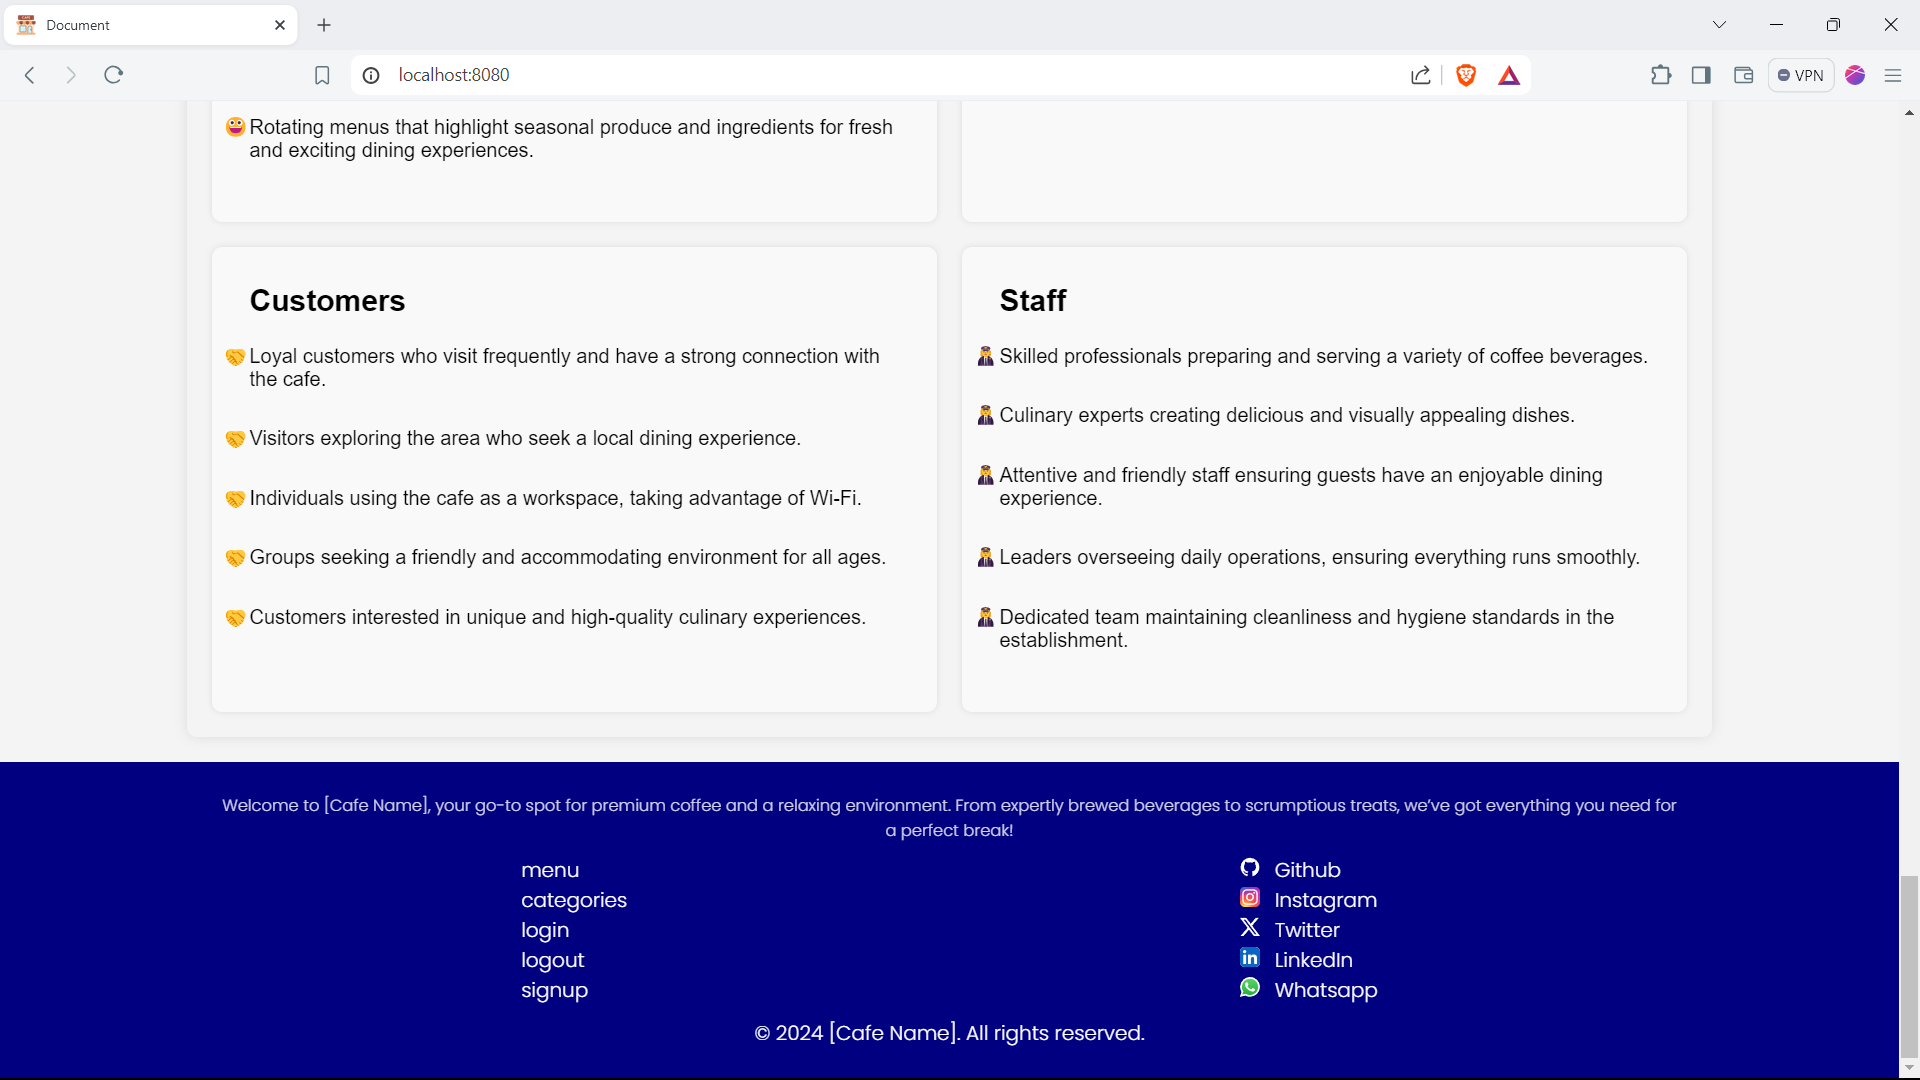 Document
localhost:8080
VPN
Rotating menus that highlight seasonal produce and ingredients for fresh
and exciting dining experiences.
Customers
Loyal customers who visit frequently and have a strong connection with
the cafe.
Visitors exploring the area who seek a local dining experience.
Individuals using the cafe as a workspace, taking advantage of Wi-Fi.
Groups seeking a friendly and accommodating environment for all ages.
Customers interested in unique and high-quality culinary experiences.
Staff
Skilled professionals preparing and serving a variety of coffee beverages.
Culinary experts creating delicious and visually appealing dishes.
Attentive and friendly staff ensuring guests have an enjoyable dining
experience.
Leaders overseeing daily operations, ensuring everything runs smoothly.
Dedicated team maintaining cleanliness and hygiene standards in the
establishment.
Welcome to [Cafe Name], your go-to spot for premium coffee and a relaxing environment. From expertly brewed beverages to scrumptious treats, we've got everything you need for
a perfect break!
menu
categories
login
logout
signup
Github
Instagram
Twitter
LinkedIn
Whatsapp
© 2024 [Cafe Name]. All rights reserved.